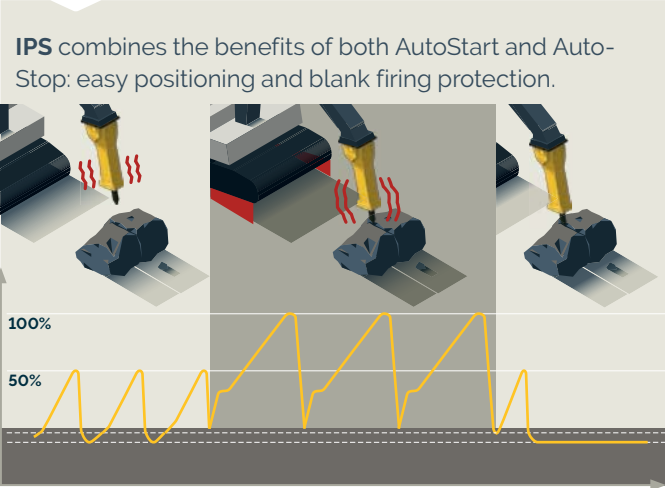 IPS combines the benefits of both AutoStart and Auto-
Stop: easy positioning and blank firing protection.
100%
50%